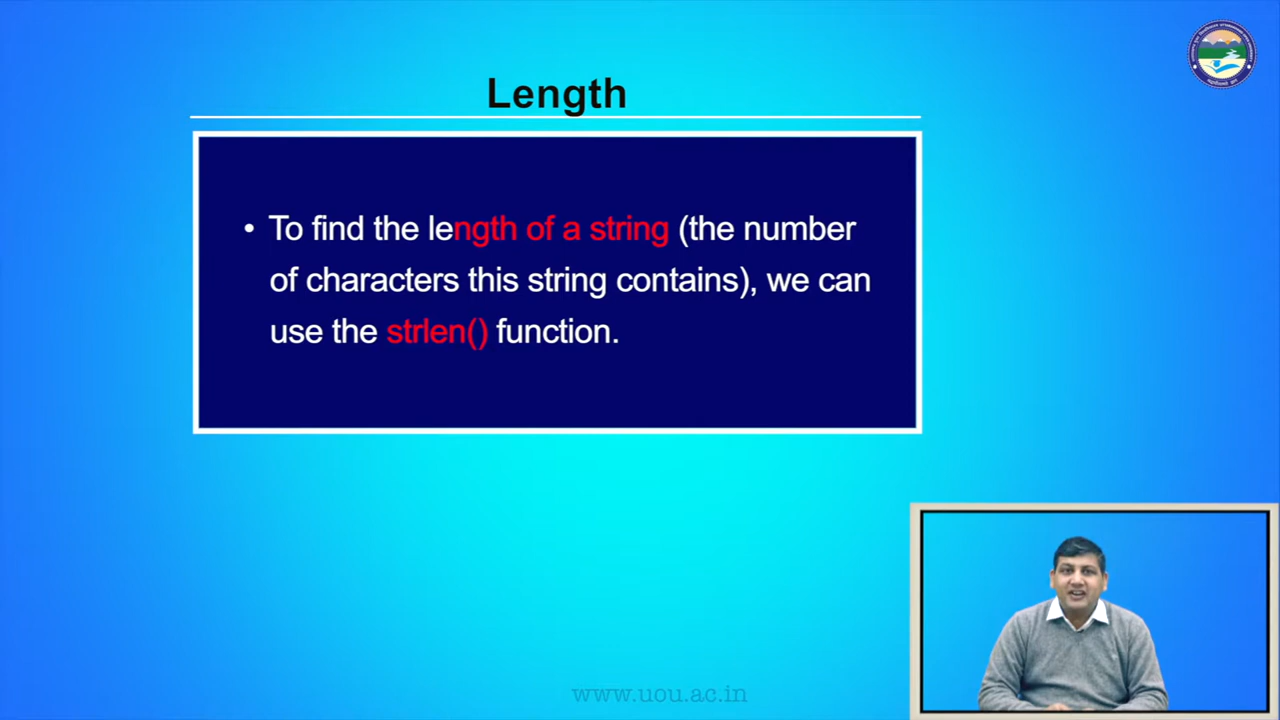 Length
• To find the length of a string (the number
of characters this string contains), we can
use the strlen() function.
www.uou.ac.in